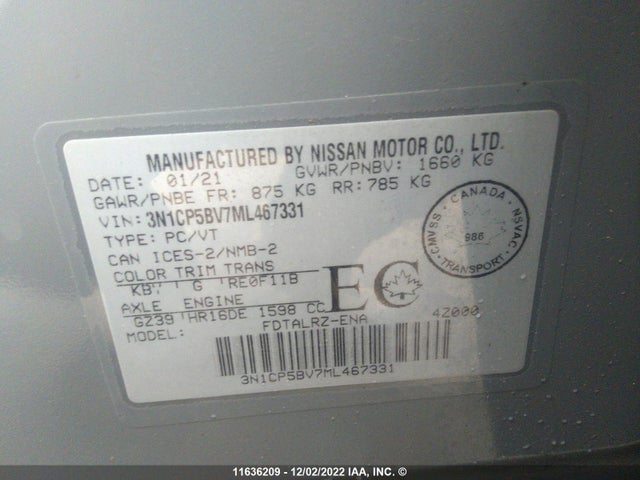 MANUFACTURED BY NISSAN MOTOR CO., LTD.
DATE: 01/21 GVWR/PNBV: 1660 KG
GAWR/PNBE FR: 875 KG RR: 785 KG
VIN: 3N1CP5BV7ML467331
TYPE: PC/VT
CAN ICES-2/NMB-2
COLOR TRIM TRANS
KBY G RE0F11B
AXLE ENGINE
GZ39 HR16DE 1598 CC
MODEL: FDTALRZ-ENA 4Z000
EC
CANADA
CMVSS NSVAC
986
TRANSPORT
3N1CP5BV7ML467331
11636209 - 12/02/2022 IAA, INC. ©